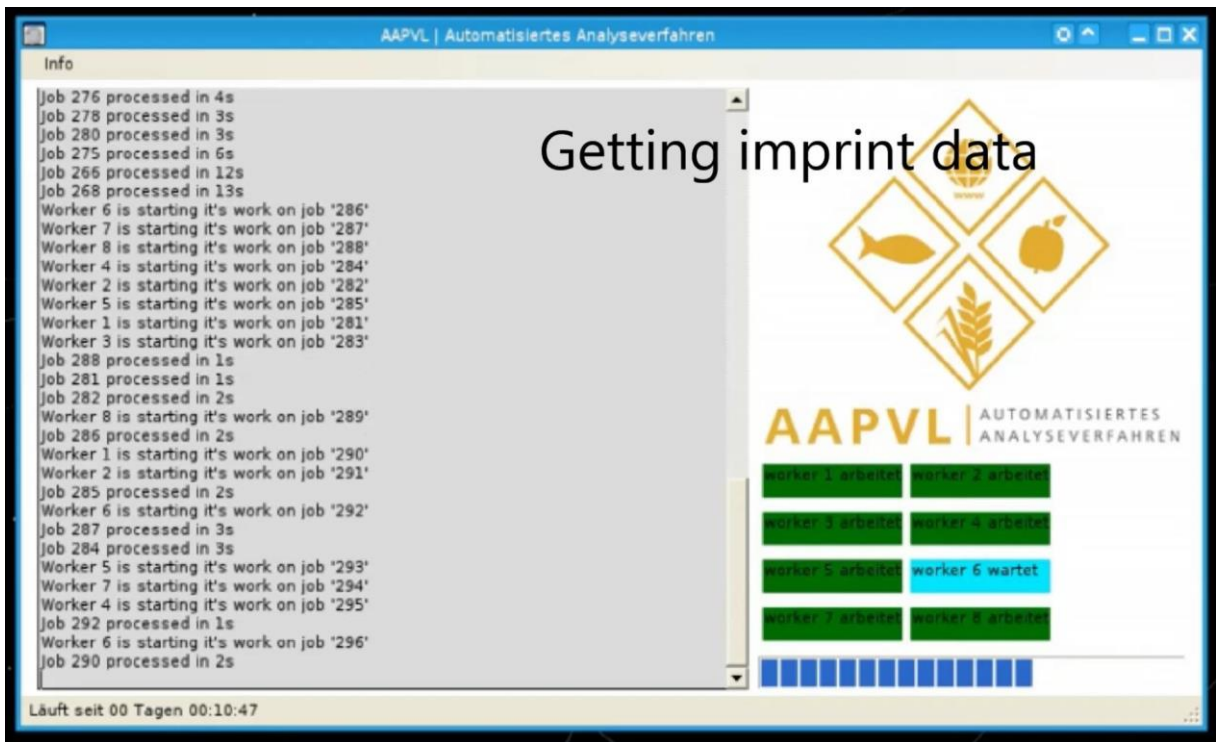 AAPVL | Automatisiertes Analyseverfahren
Info
Job 276 processed in 4s
Job 278 processed in 3s
Job 280 processed in 3s
Job 275 processed in 6s
Job 266 processed in 12s
Job 268 processed in 13s
Worker 6 is starting it's work on job '286'
Worker 7 is starting it's work on job '287'
Worker 8 is starting it's work on job '288'
Worker 4 is starting it's work on job '284'
Worker 2 is starting it's work on job '282'
Worker 5 is starting it's work on job '285'
Worker 1 is starting it's work on job '281'
Worker 3 is starting it's work on job '283'
Job 288 processed in 1s
Job 281 processed in 1s
Job 282 processed in 2s
Worker 8 is starting it's work on job '289'
Job 286 processed in 2s
Worker 1 is starting it's work on job '290'
Worker 2 is starting it's work on job '291'
Job 285 processed in 2s
Worker 6 is starting it's work on job '292'
Job 287 processed in 3s
Job 284 processed in 3s
Worker 5 is starting it's work on job '293'
Worker 7 is starting it's work on job '294'
Worker 4 is starting it's work on job '295'
Job 292 processed in 1s
Worker 6 is starting it's work on job '296'
Job 290 processed in 2s
Getting imprint data
www
AAPVL | AUTOMATISIERTES
ANALYSEVERFAHREN
worker 1 arbeitet worker 2 arbeitet
worker 3 arbeitet worker 4 arbeitet
worker 5 arbeitet worker 6 wartet
worker 7 arbeitet worker 8 arbeitet
Läuft seit 00 Tagen 00:10:47